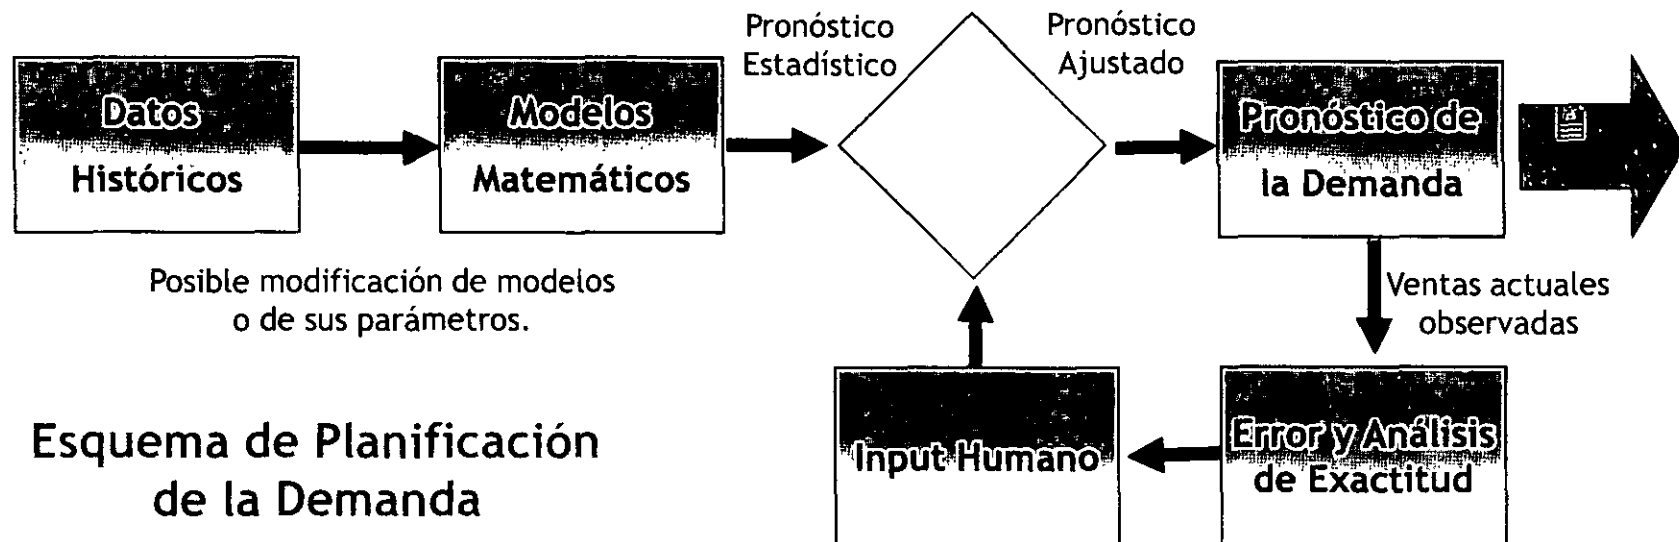 Datos
Históricos
Modelos
Matemáticos
Pronóstico
Estadístico
Pronóstico
Ajustado
Pronóstico de
la Demanda
Posible modificación de modelos
o de sus parámetros.
Ventas actuales
observadas
Input Humano
Error y Análisis
de Exactitud
Esquema de Planificación
de la Demanda